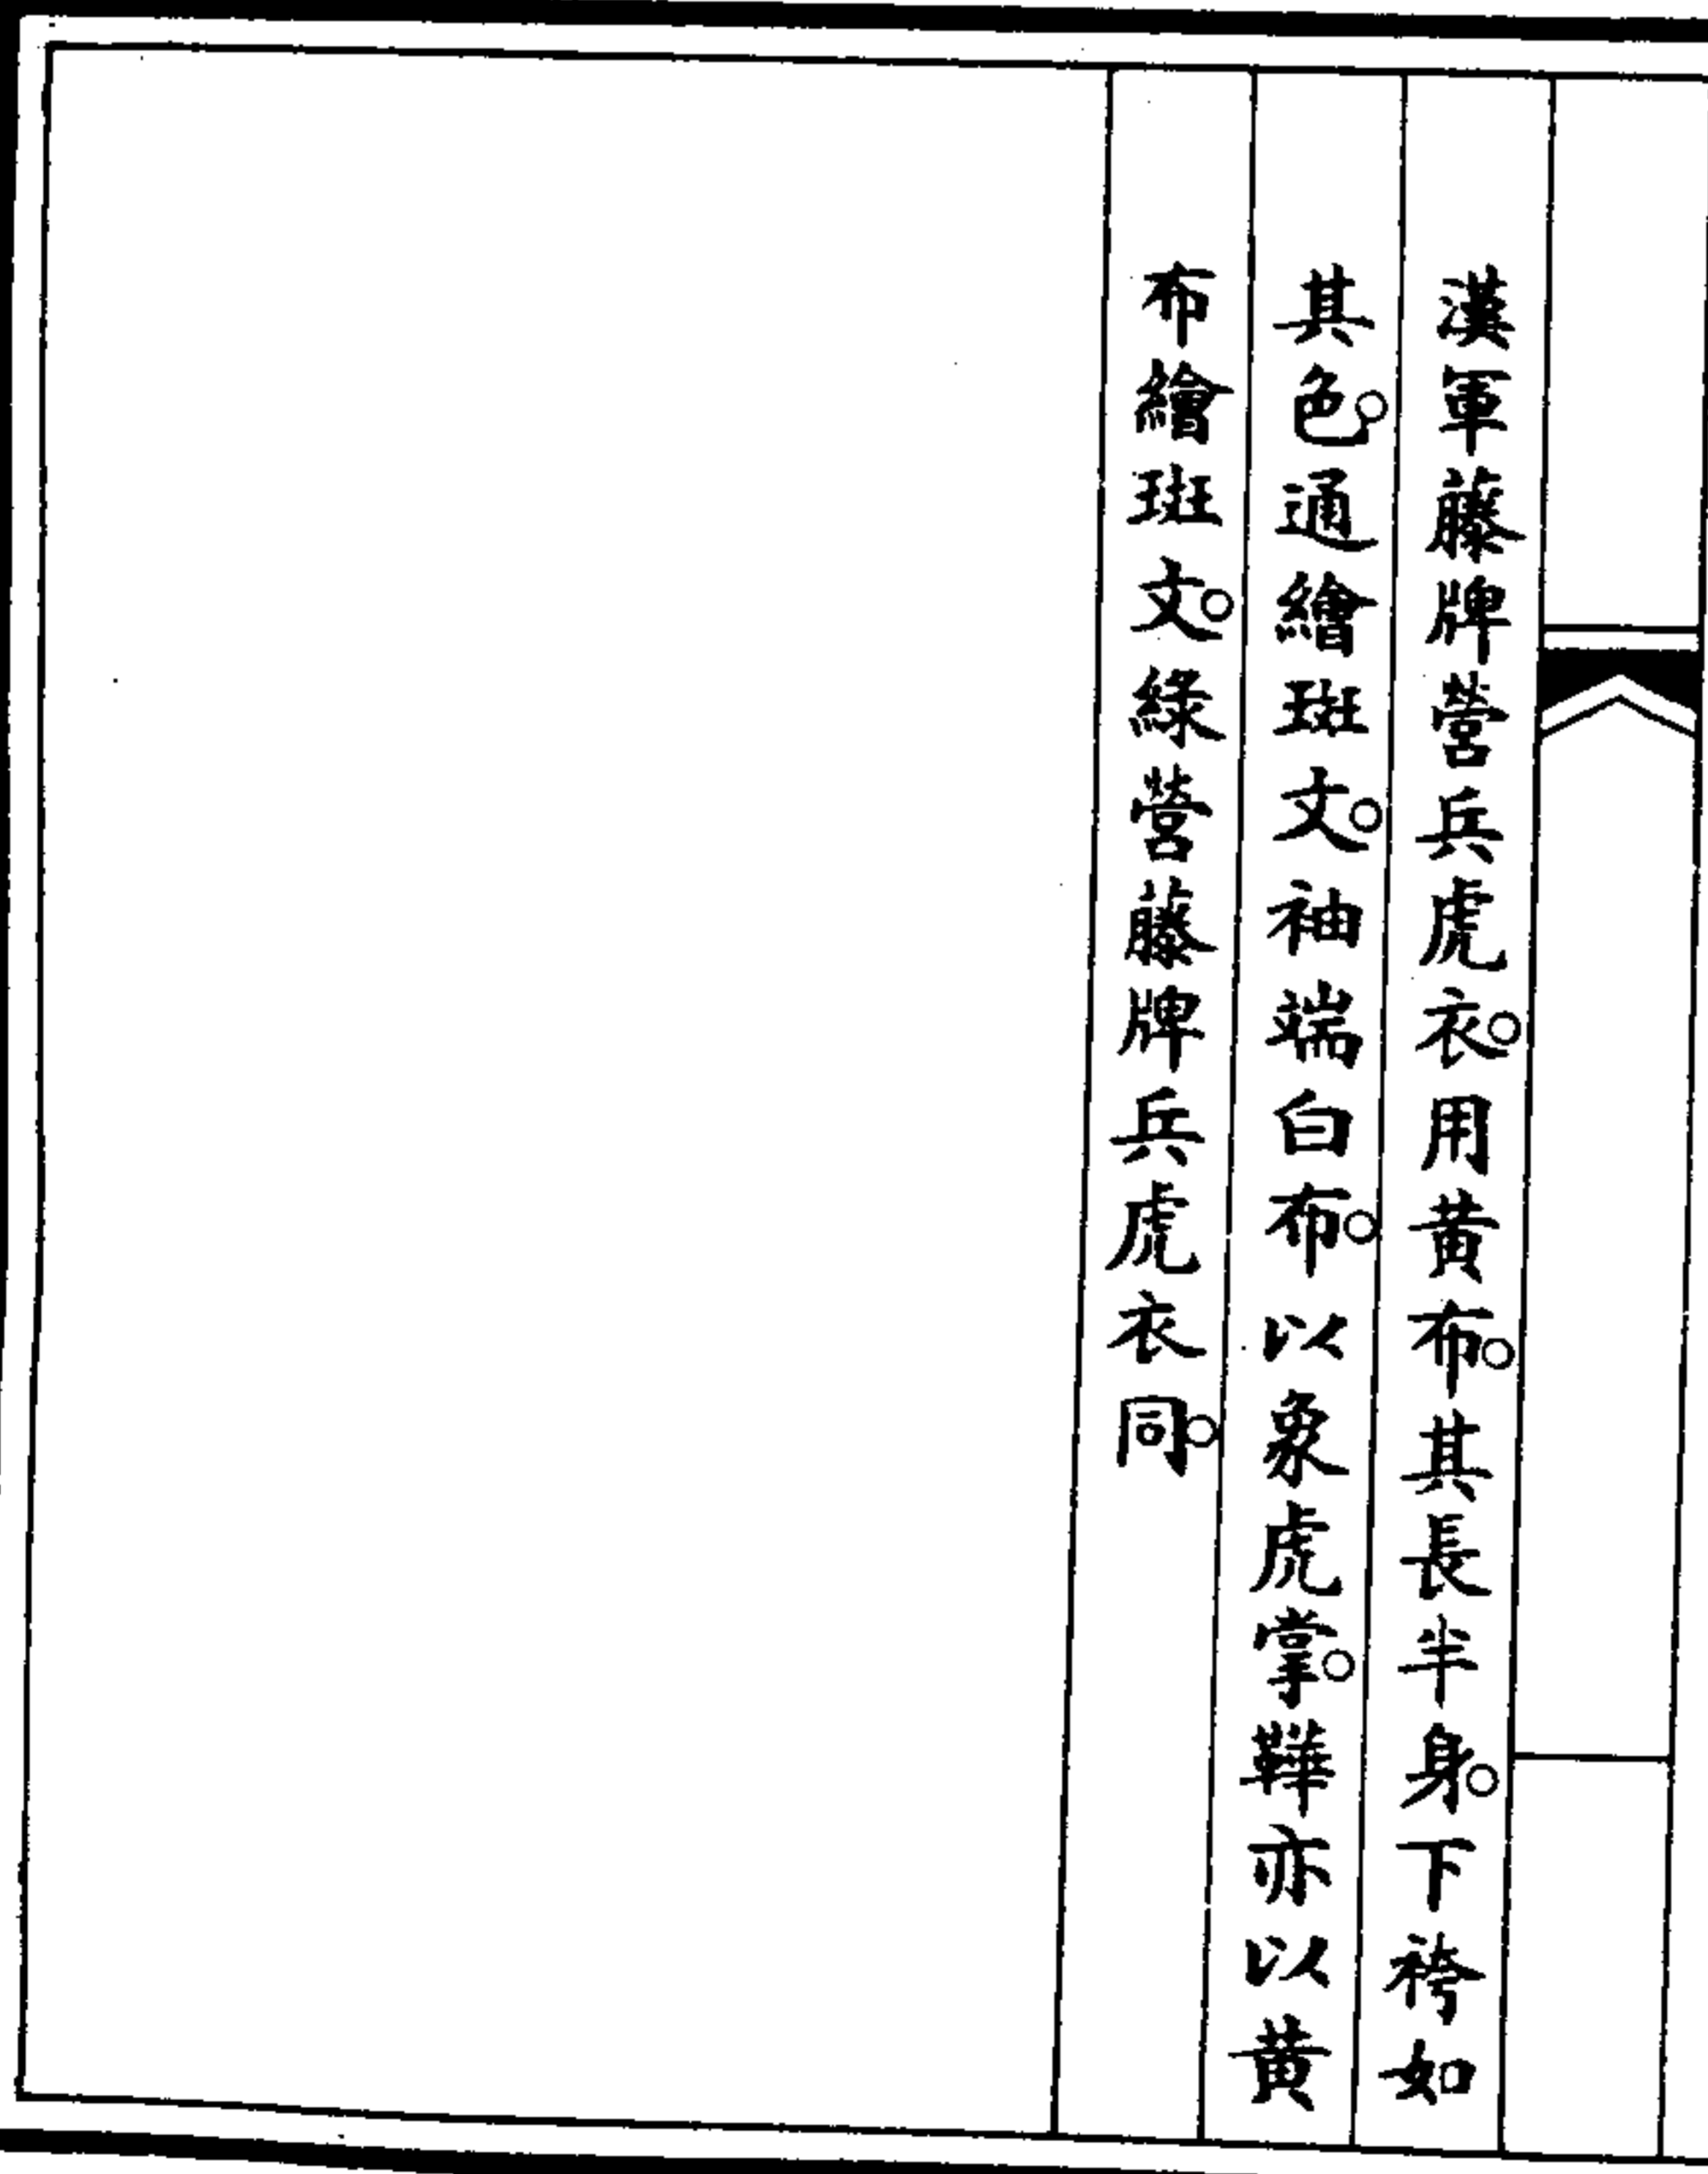 漢軍藤牌營兵虎衣。用黃布。其長半身。下袴如
其色。通繪斑文。袖端白布。以象虎掌。鞾亦以黃
布繪斑文。綠營藤牌兵虎衣同。